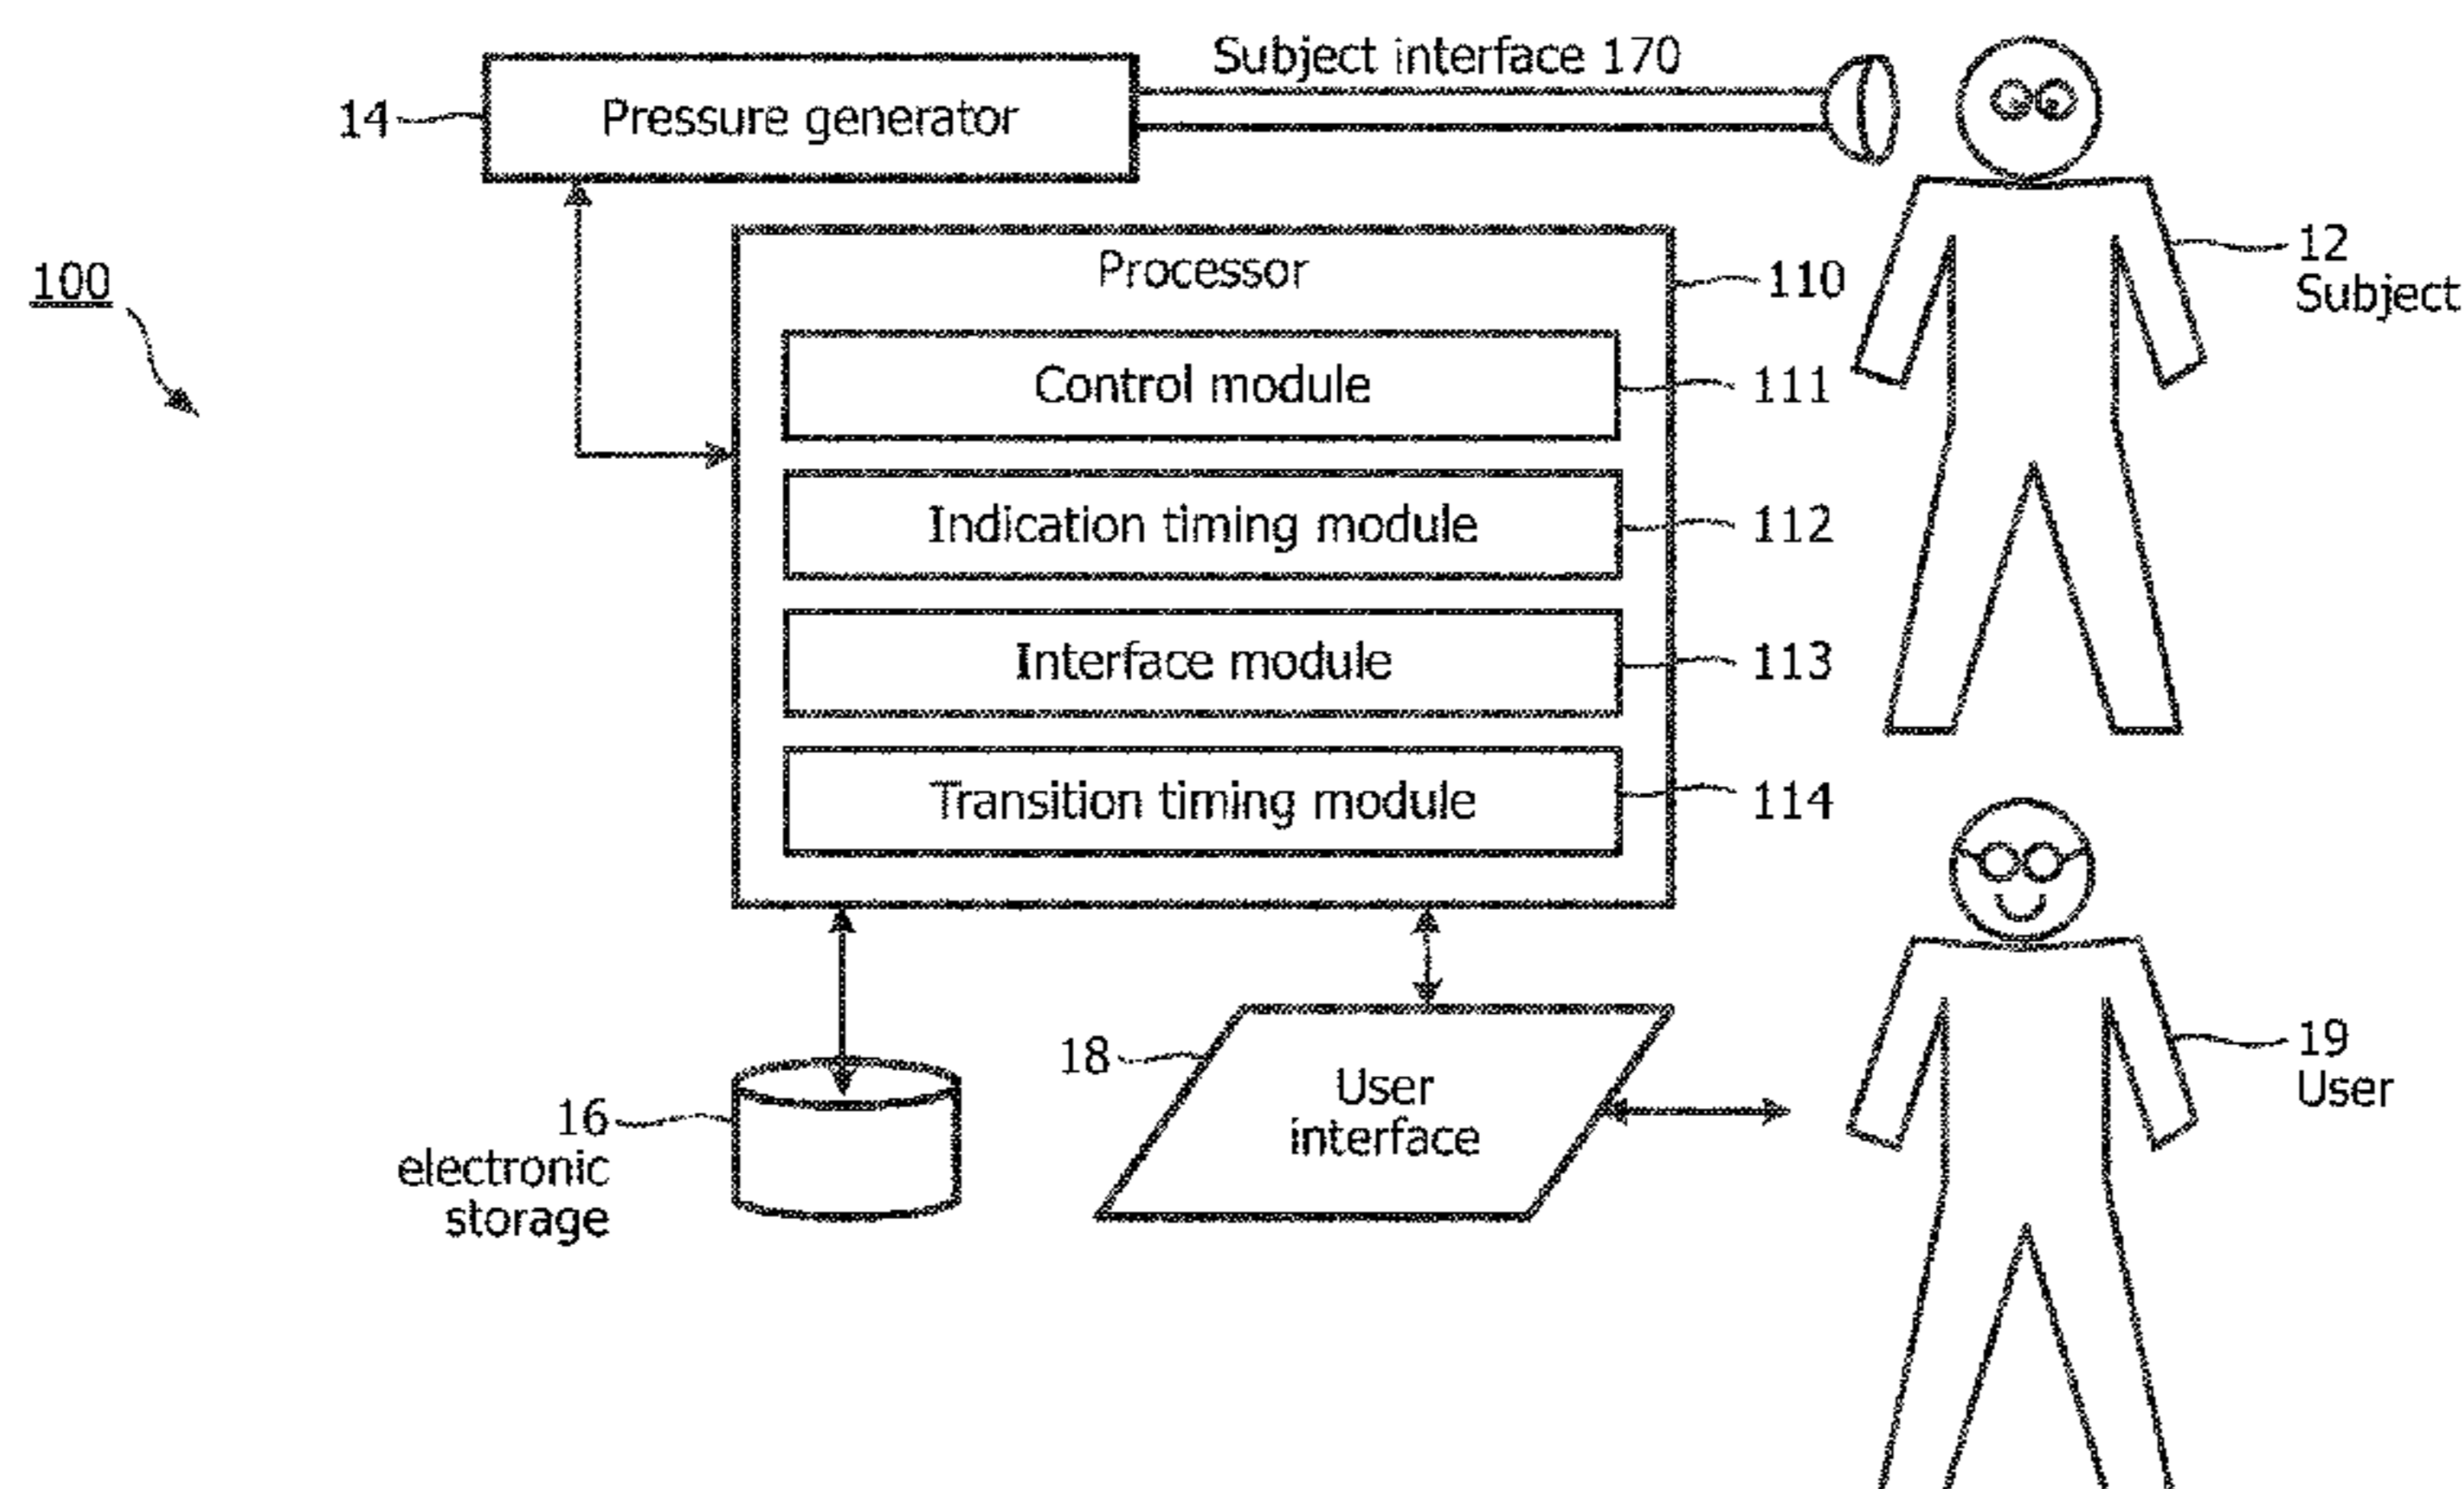 Subject interface 170
14
Pressure generator
100
Processor
110
12
Subject
Control module
111
Indication timing module
112
Interface module
113
Transition timing module
114
18
User
interface
19
User
16
electronic
storage